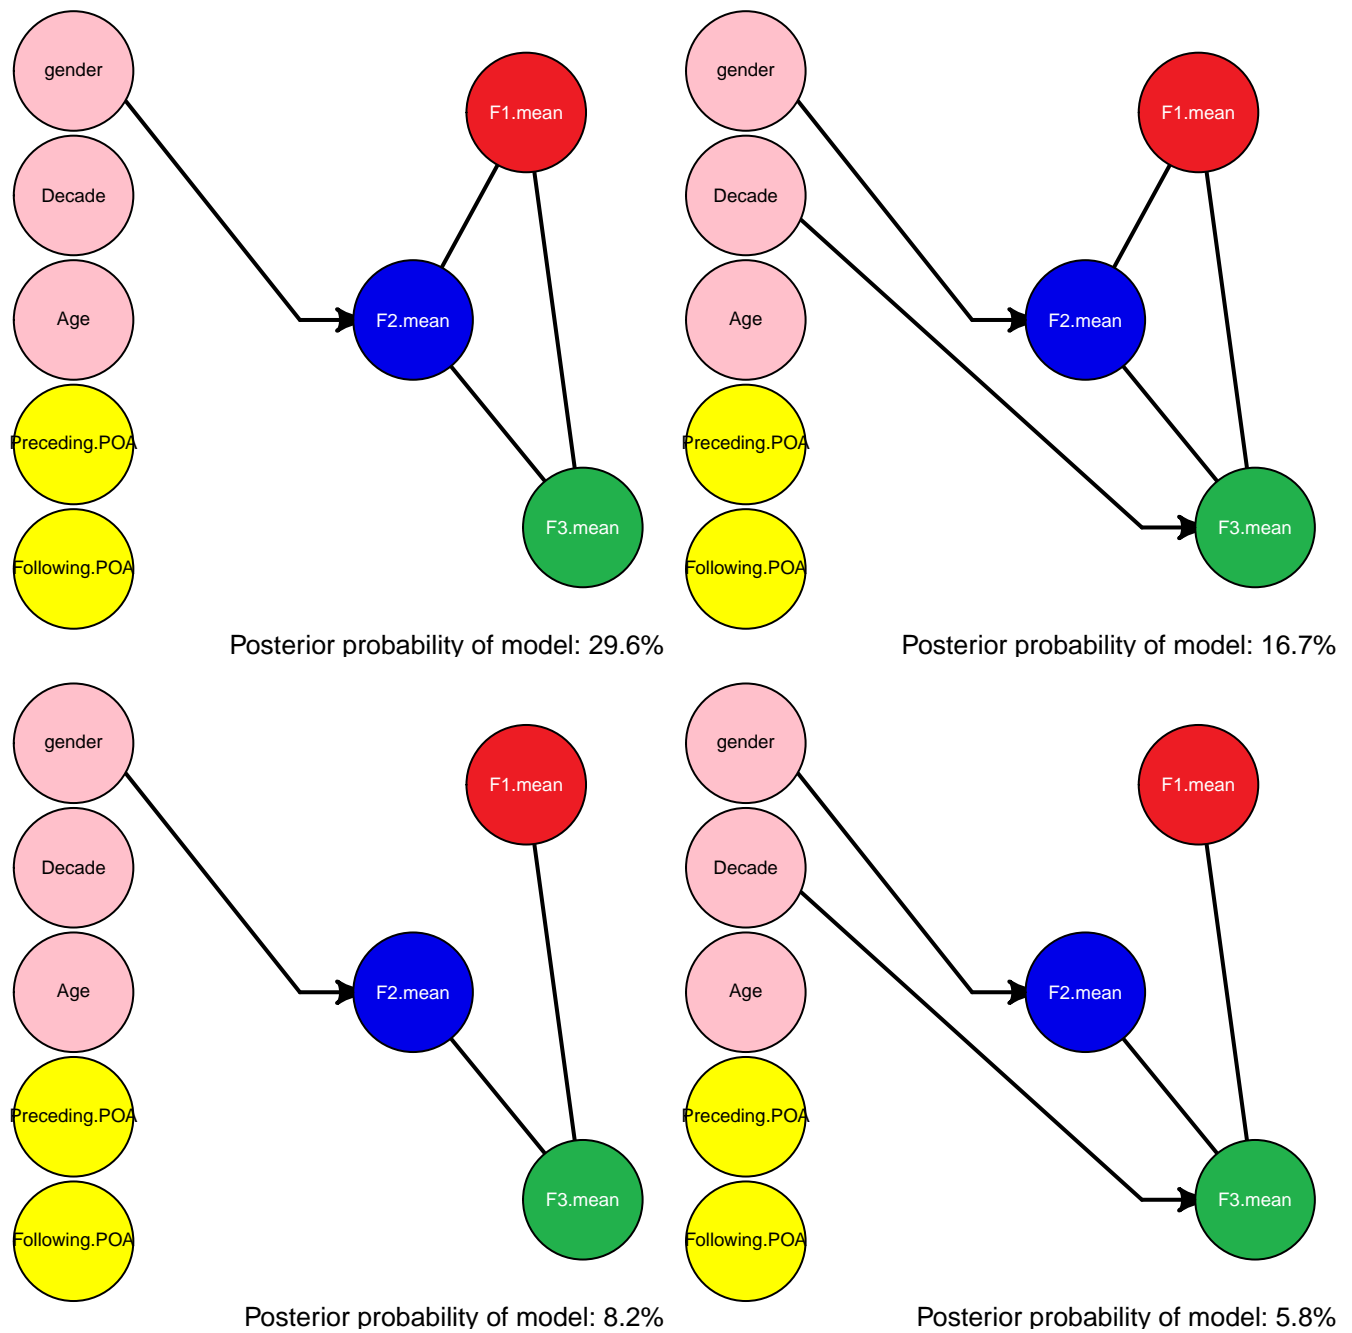 gender
F1.mean
Decade
Age
F2.mean
Preceding.POA
F3.mean
Following.POA
Posterior probability of model: 29.6%
gender
F1.mean
Decade
Age
F2.mean
Preceding.POA
F3.mean
Following.POA
Posterior probability of model: 16.7%
gender
F1.mean
Decade
Age
F2.mean
Preceding.POA
F3.mean
Following.POA
Posterior probability of model: 8.2%
gender
F1.mean
Decade
Age
F2.mean
Preceding.POA
F3.mean
Following.POA
Posterior probability of model: 5.8%